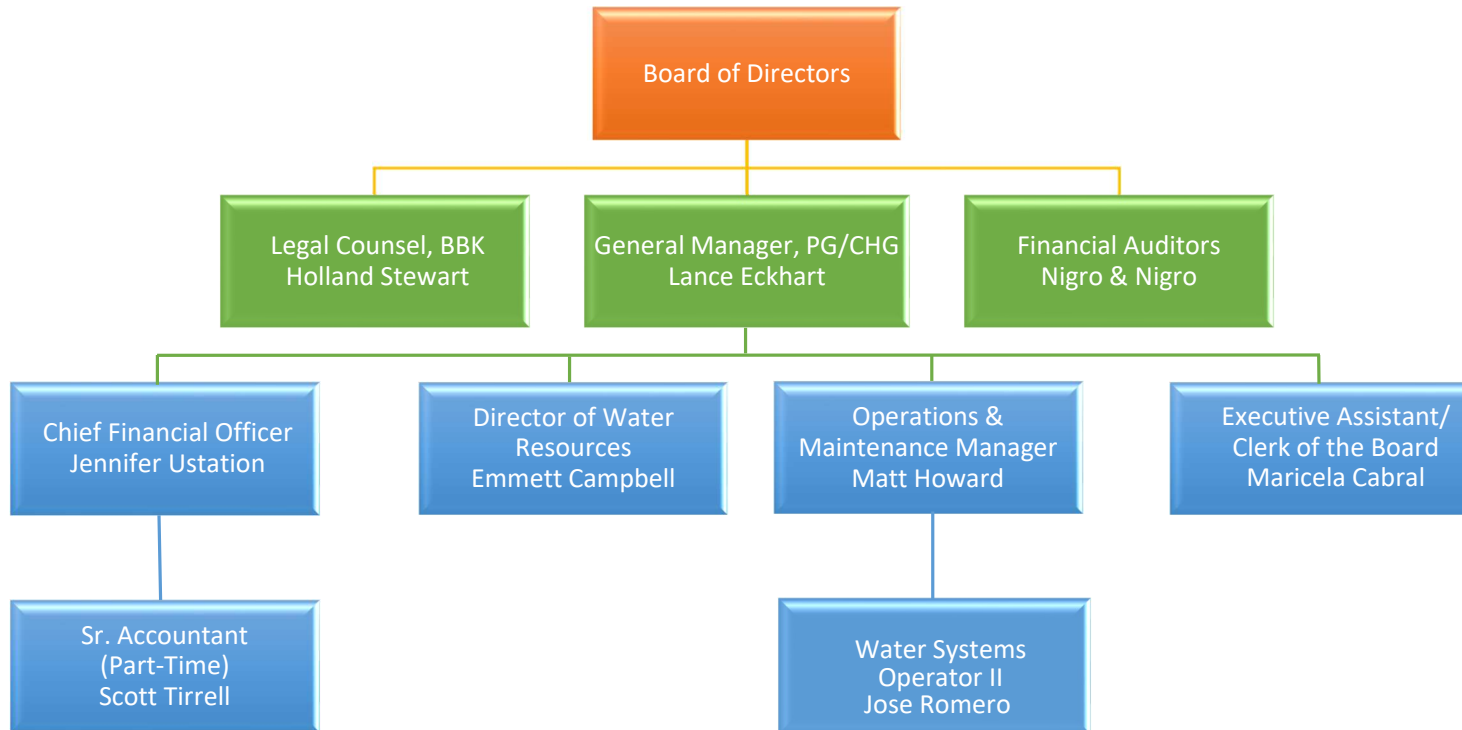 Board of Directors
Legal Counsel, BBK
Holland Stewart
General Manager, PG/CHG
Lance Eckhart
Financial Auditors
Nigro & Nigro
Chief Financial Officer
Jennifer Ustation
Director of Water
Resources
Emmett Campbell
Operations &
Maintenance Manager
Matt Howard
Executive Assistant/
Clerk of the Board
Maricela Cabral
Sr. Accountant
(Part-Time)
Scott Tirrell
Water Systems
Operator II
Jose Romero